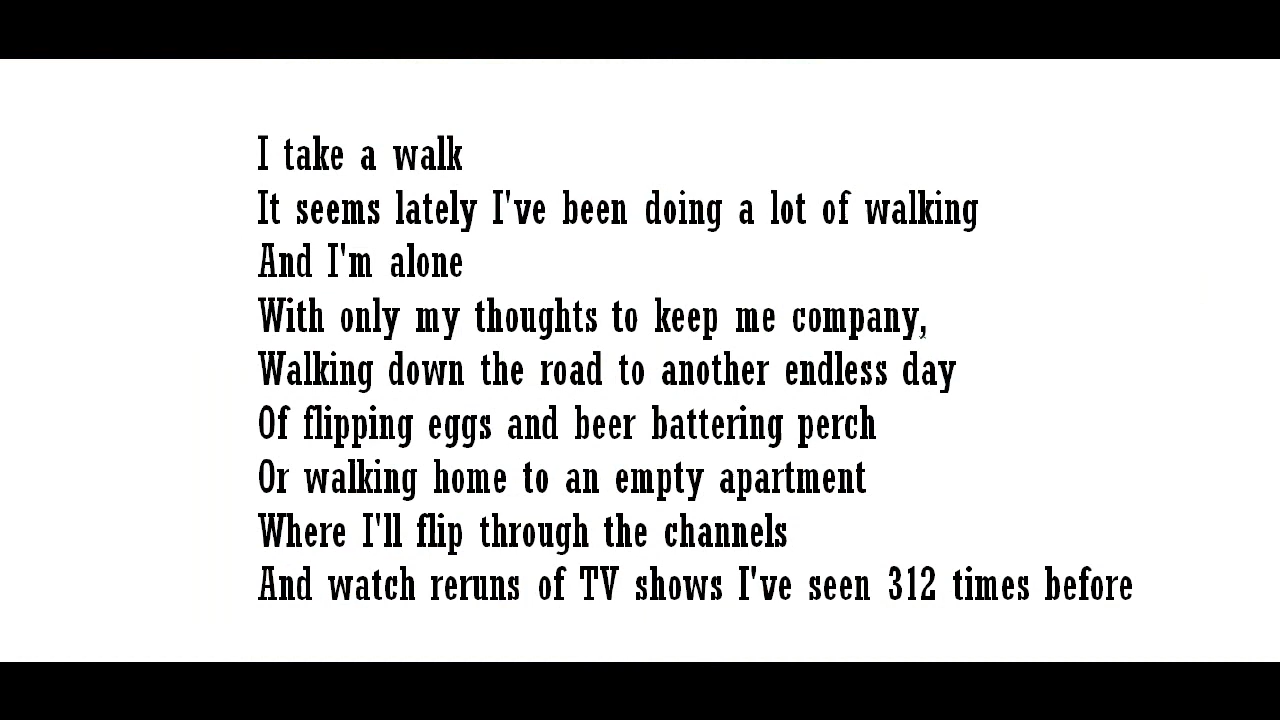 I take a walk
It seems lately I've been doing a lot of walking
And I'm alone
With only my thoughts to keep me company,
Walking down the road to another endless day
Of flipping eggs and beer battering perch
Or walking home to an empty apartment
Where I'll flip through the channels
And watch reruns of TV shows I've seen 312 times before